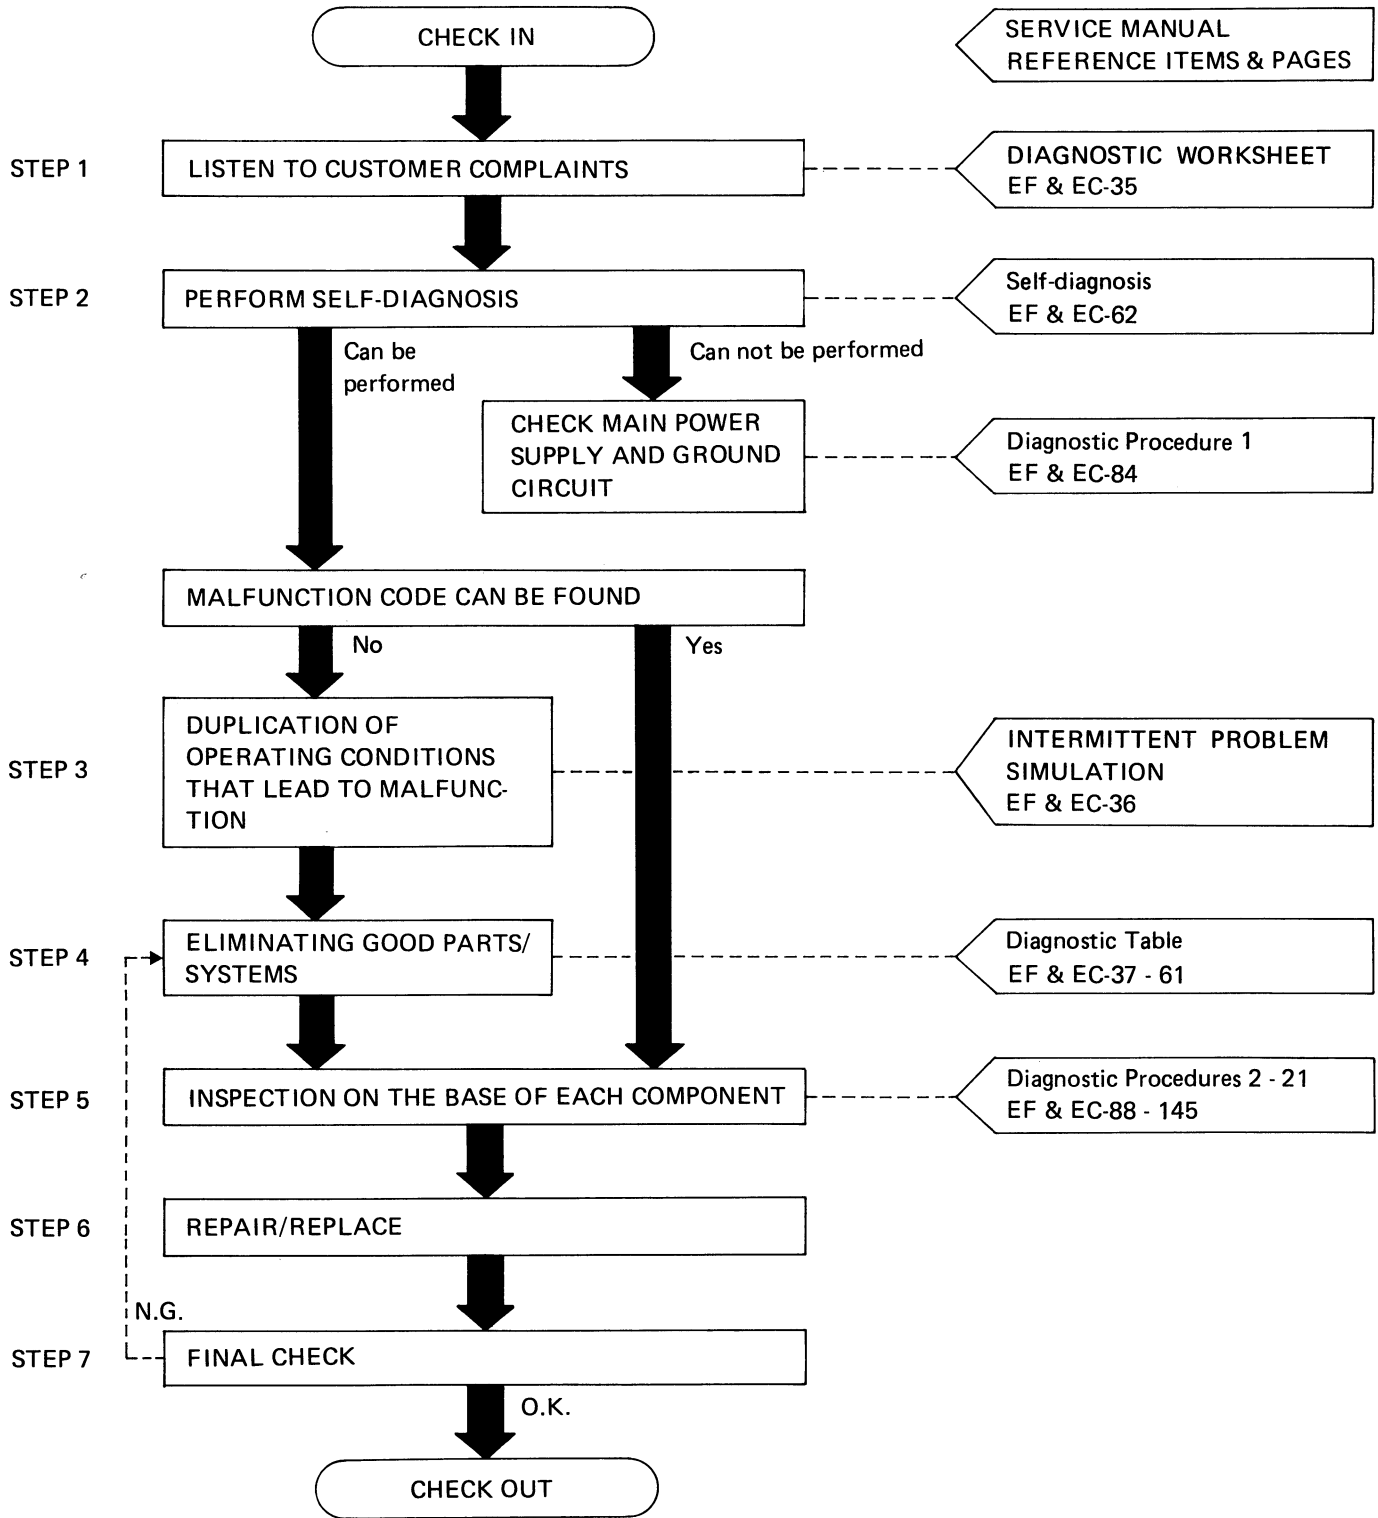 CHECK IN
SERVICE MANUAL
REFERENCE ITEMS & PAGES
STEP 1
LISTEN TO CUSTOMER COMPLAINTS
DIAGNOSTIC WORKSHEET
EF & EC-35
STEP 2
PERFORM SELF-DIAGNOSIS
Self-diagnosis
EF & EC-62
Can be
performed
Can not be performed
CHECK MAIN POWER
SUPPLY AND GROUND
CIRCUIT
Diagnostic Procedure 1
EF & EC-84
MALFUNCTION CODE CAN BE FOUND
No
Yes
STEP 3
DUPLICATION OF
OPERATING CONDITIONS
THAT LEAD TO MALFUNC-
TION
INTERMITTENT PROBLEM
SIMULATION
EF & EC-36
STEP 4
ELIMINATING GOOD PARTS/
SYSTEMS
Diagnostic Table
EF & EC-37 - 61
STEP 5
INSPECTION ON THE BASE OF EACH COMPONENT
Diagnostic Procedures 2 - 21
EF & EC-88 - 145
STEP 6
REPAIR/REPLACE
N.G.
STEP 7
FINAL CHECK
O.K.
CHECK OUT